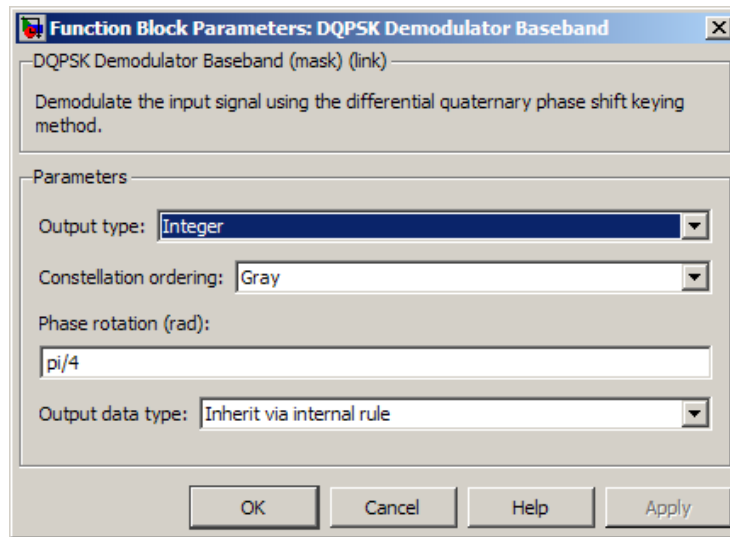 Function Block Parameters: DQPSK Demodulator Baseband
DQPSK Demodulator Baseband (mask) (link)
Demodulate the input signal using the differential quaternary phase shift keying
method.
Parameters
Output type: Integer
Constellation ordering: Gray
Phase rotation (rad):
pi/4
Output data type: Inherit via internal rule
OK Cancel Help Apply